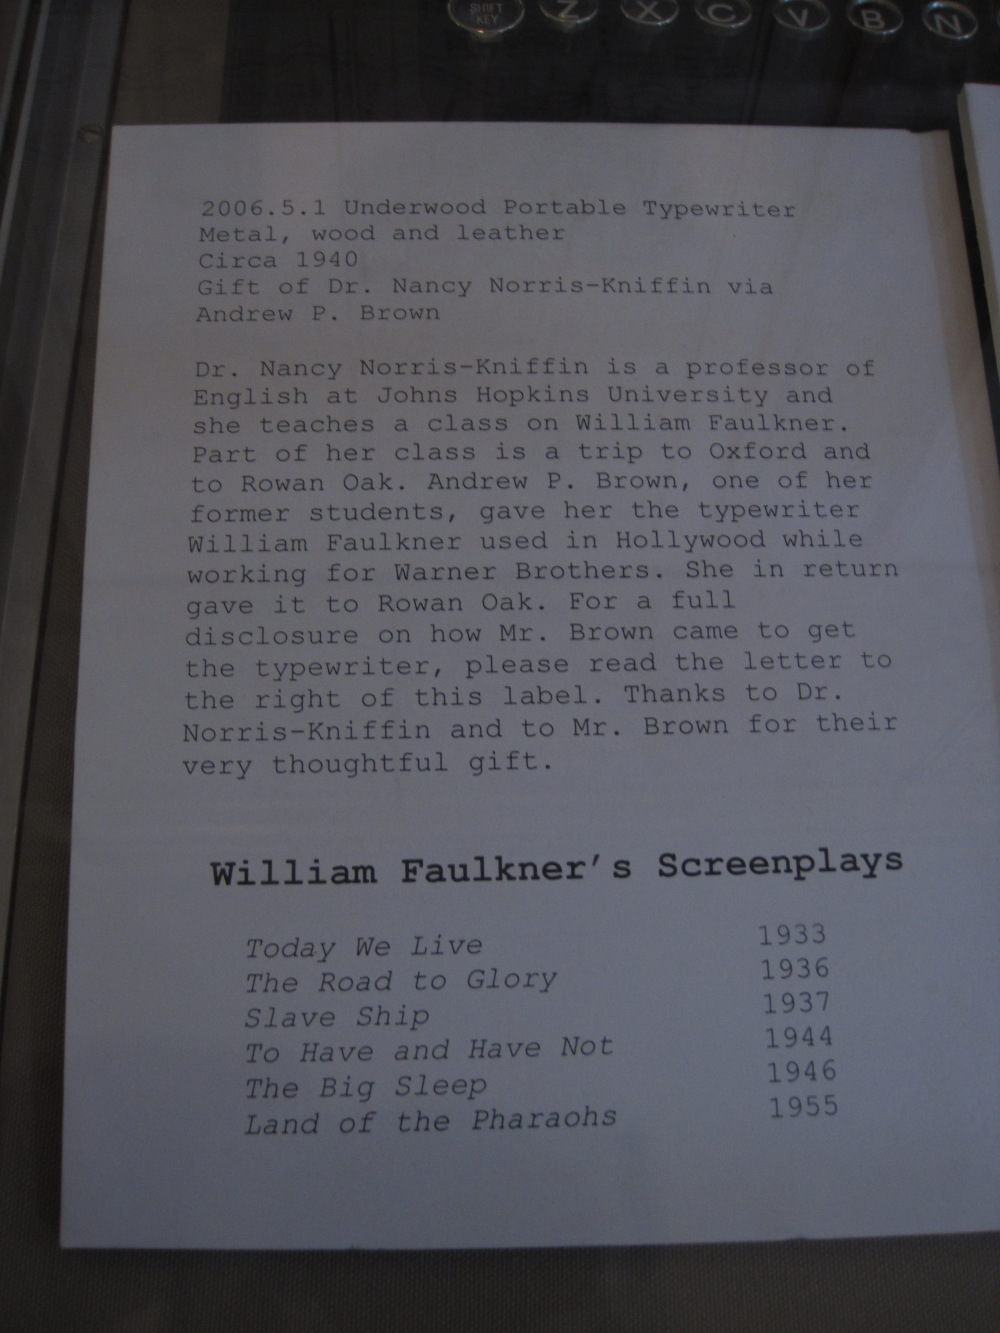 SHIFT
KEY
Z X C V B N
2006.5.1 Underwood Portable Typewriter
Metal, wood and leather
Circa 1940
Gift of Dr. Nancy Norris-Kniffin via
Andrew P. Brown
Dr. Nancy Norris-Kniffin is a professor of
English at Johns Hopkins University and
she teaches a class on William Faulkner.
Part of her class is a trip to Oxford and
to Rowan Oak. Andrew P. Brown, one of her
former students, gave her the typewriter
William Faulkner used in Hollywood while
working for Warner Brothers. She in return
gave it to Rowan Oak. For a full
disclosure on how Mr. Brown came to get
the typewriter, please read the letter to
the right of this label. Thanks to Dr.
Norris-Kniffin and to Mr. Brown for their
very thoughtful gift.
William Faulkner's Screenplays
Today We Live 1933
The Road to Glory 1936
Slave Ship 1937
To Have and Have Not 1944
The Big Sleep 1946
Land of the Pharaohs 1955